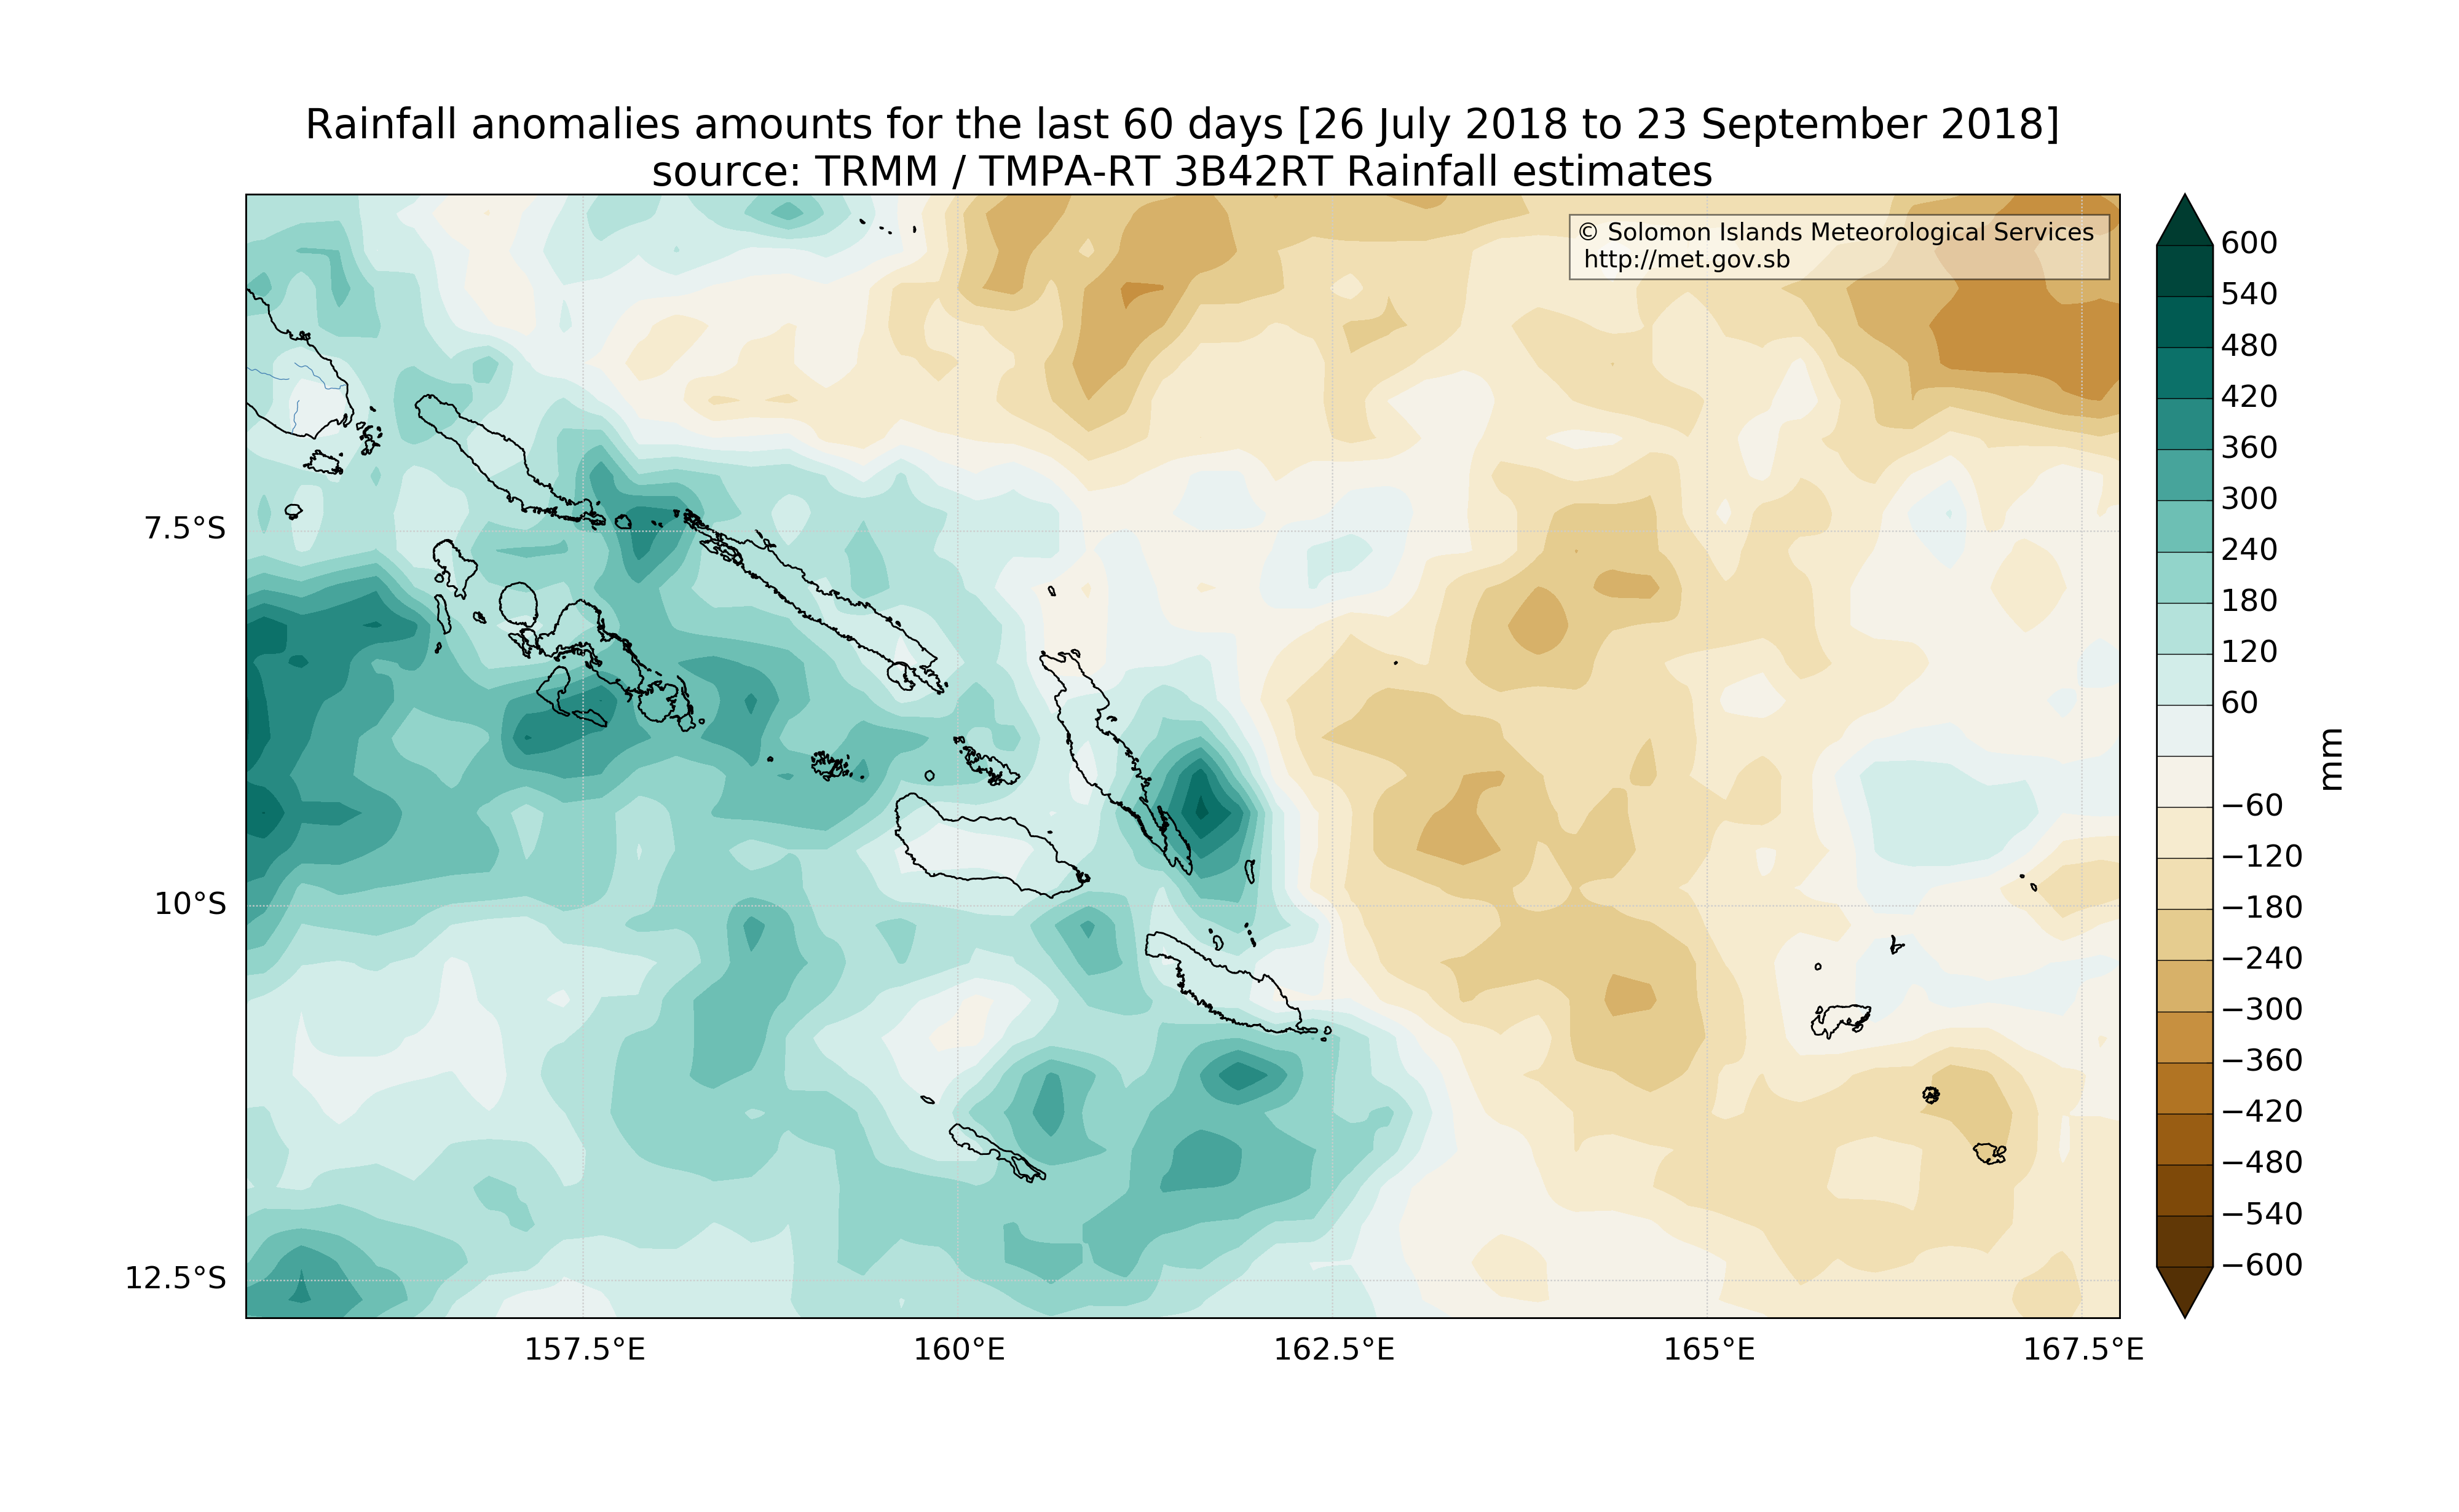 Rainfall anomalies amounts for the last 60 days [26 July 2018 to 23 September 2018]
source: TRMM / TMPA-RT 3B42RT Rainfall estimates
© Solomon Islands Meteorological Services
http://met.gov.sb
7.5°S
10°S
12.5°S
157.5°E
160°E
162.5°E
165°E
167.5°E
600
540
480
420
360
300
240
180
120
60
−60
−120
−180
−240
−300
−360
−420
−480
−540
−600
mm